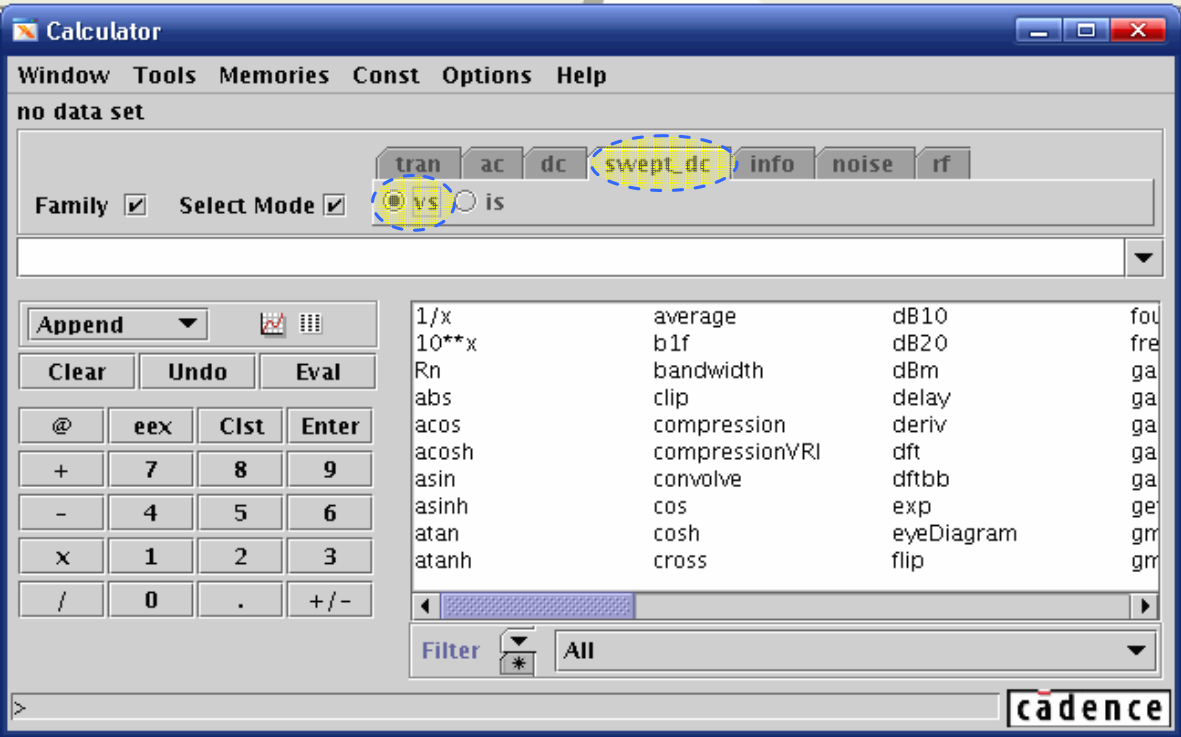 Calculator
Window Tools Memories Const Options Help
no data set
tran ac dc swept_dc info noise rf
Family Select Mode vs is
Append
Clear Undo Eval
@ eex Clst Enter
+ 7 8 9
- 4 5 6
x 1 2 3
/ 0 . +/-
1/x average dB10 fou
10**x b1f dB20 fre
Rn bandwidth dBm ga
abs clip delay ga
acos compression deriv ga
acosh compressionVRI dft ga
asin convolve dftbb ga
asinh cos exp ge
atan cosh eyeDiagram gm
atanh cross flip gm
Filter * All
>
cādence